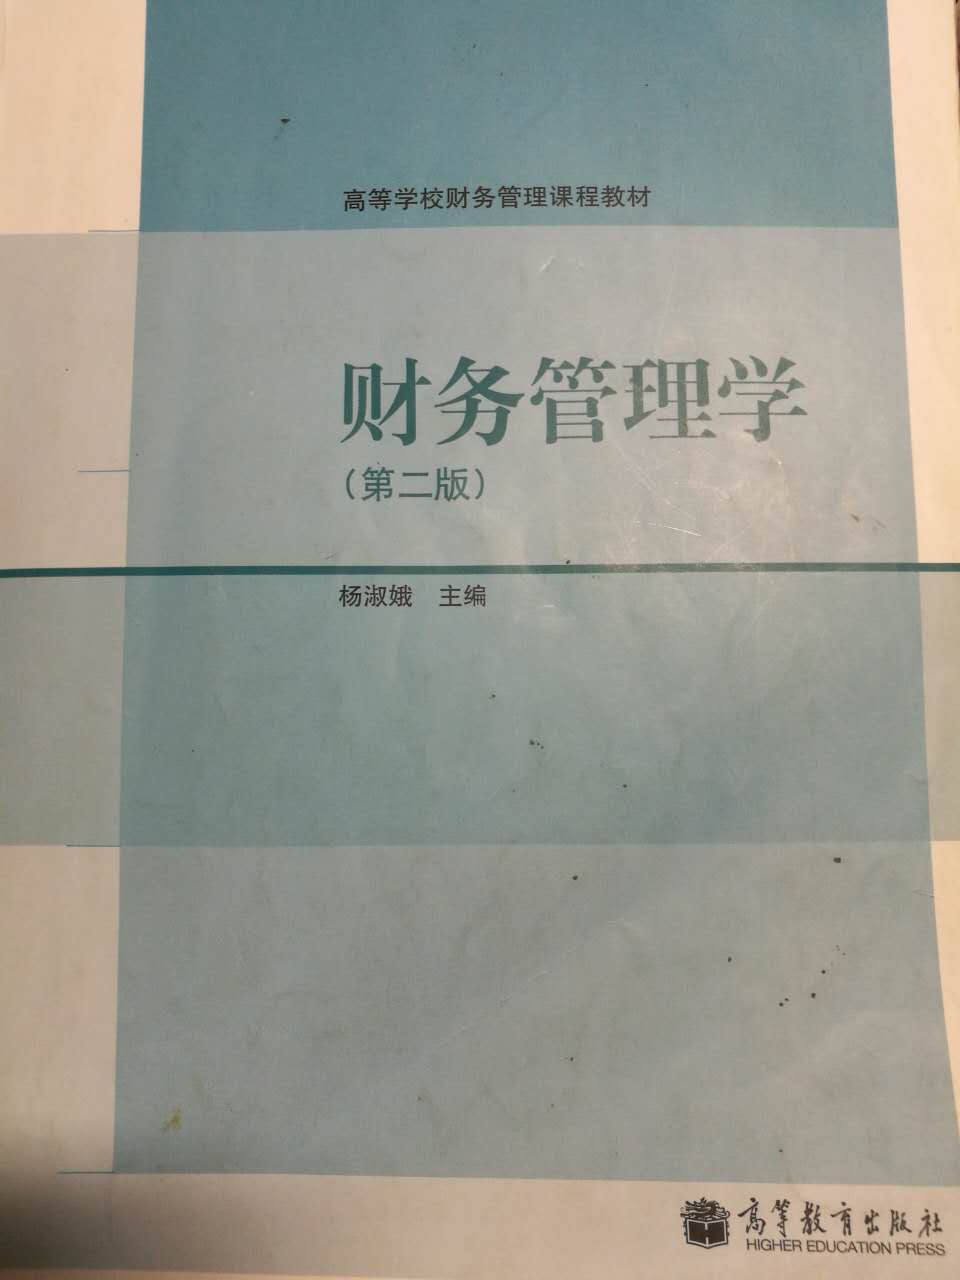 高等学校财务管理课程教材
财务管理学
（第二版）
杨淑娥 主编
高等教育出版社
HIGHER EDUCATION PRESS